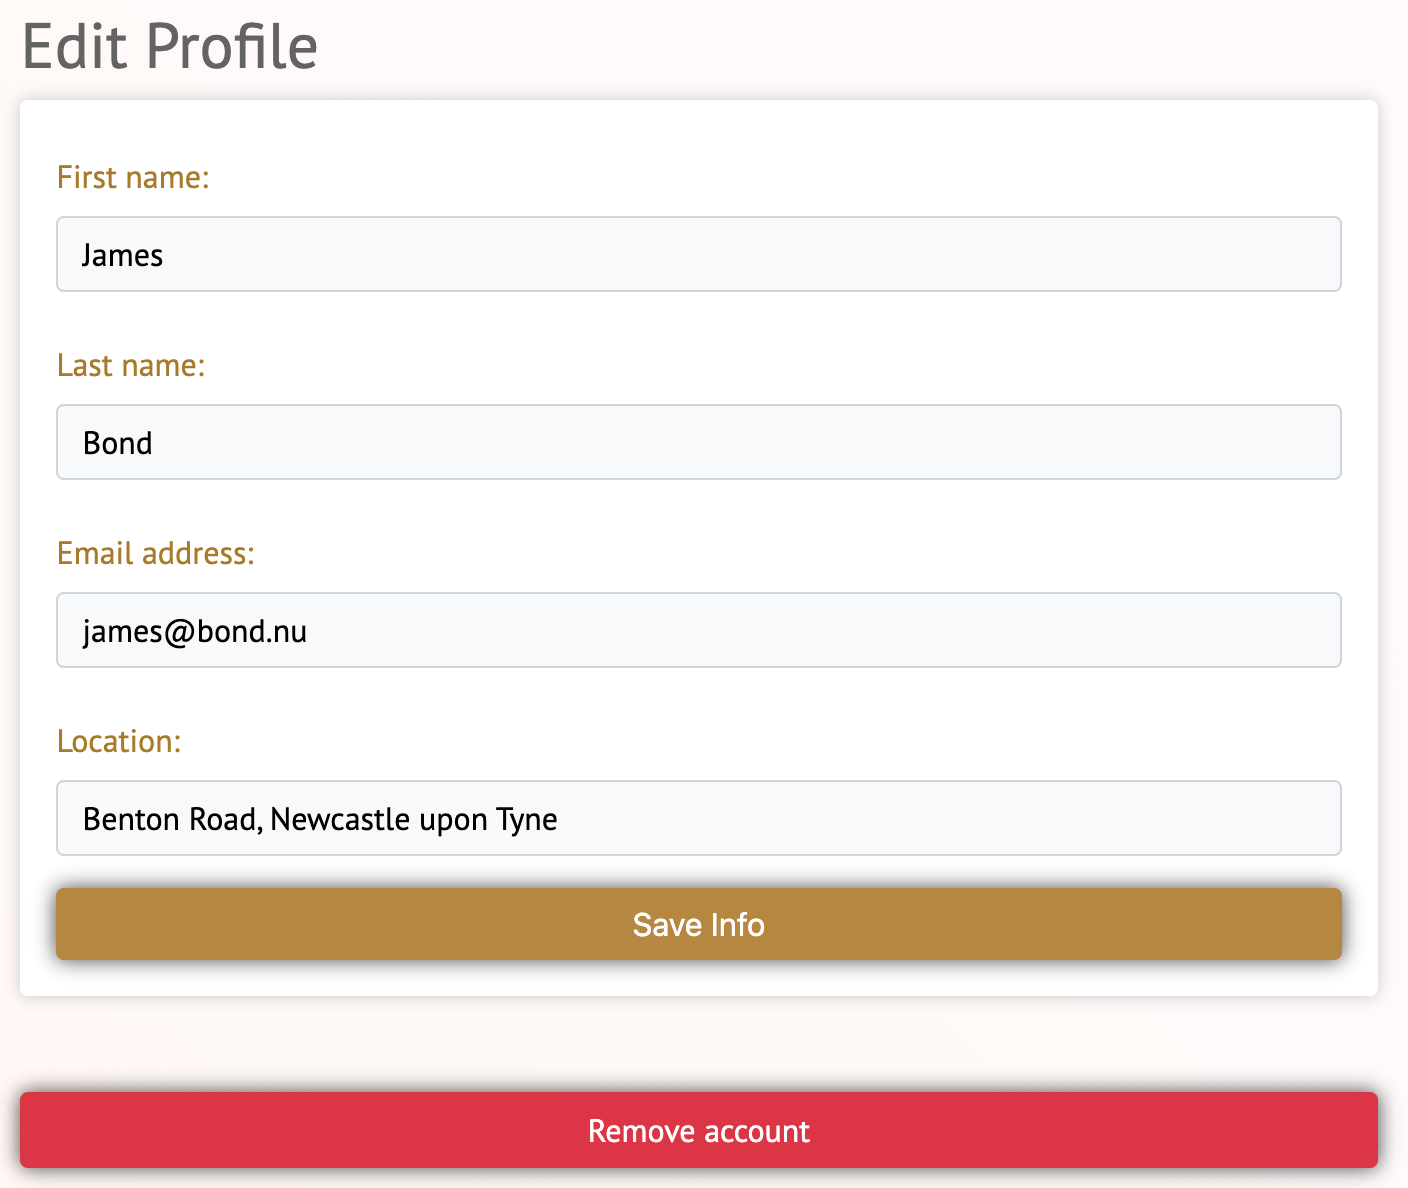 Edit Profile
First name:
James
Last name:
Bond
Email address:
james@bond.nu
Location:
Benton Road, Newcastle upon Tyne
Save Info
Remove account